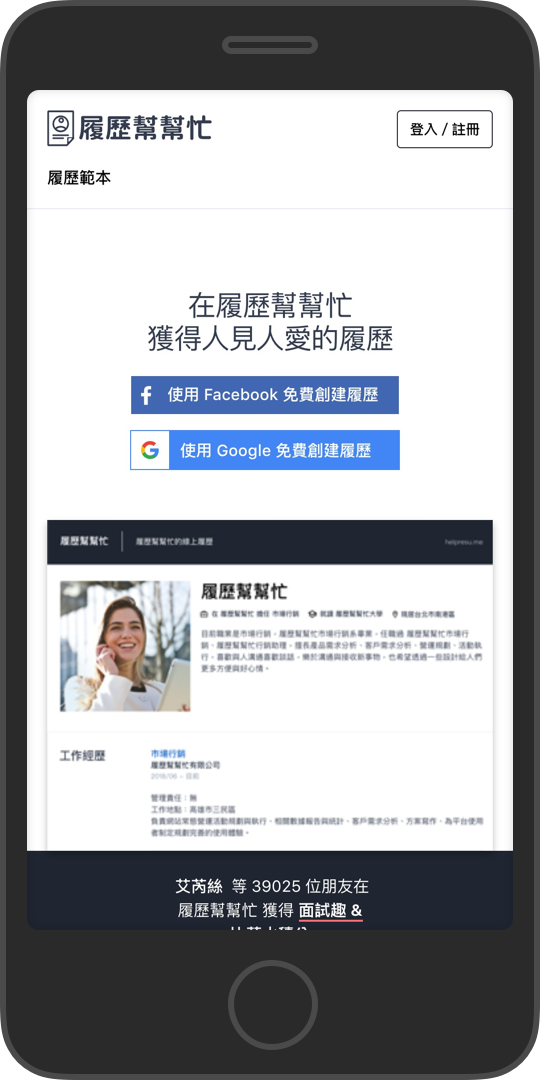 履歷幫幫忙
登入 / 註冊
履歷範本
在履歷幫幫忙
獲得人見人愛的履歷
使用 Facebook 免費創建履歷
使用 Google 免費創建履歷
履歷幫幫忙
履歷幫幫忙的線上履歷
helpresu.me
履歷幫幫忙
在 履歷幫幫忙 擔任 市場行銷 就讀 履歷幫幫忙大學 現居台北市南港區
目前職業是市場行銷，履歷幫幫忙市場行銷系畢業，任職過 履歷幫幫忙市場行
銷、履歷幫幫忙行銷助理。擅長產品需求分析、客戶需求分析、營運規劃、活動執
行，喜歡與人溝通喜歡談話，樂於溝通與接收新事物，也希望透過一些設計給人們
更多方便與好心情。
工作經歷
市場行銷
履歷幫幫忙有限公司
2018/06 – 目前
管理責任：無
工作地點：高雄市三民區
負責網站常態營運活動規劃與執行、相關數據報告與統計、客戶需求分析、方案寫作、為平台使用
者制定規劃完善的使用體驗。
艾芮絲 等 39025 位朋友在
履歷幫幫忙 獲得 面試趣 &